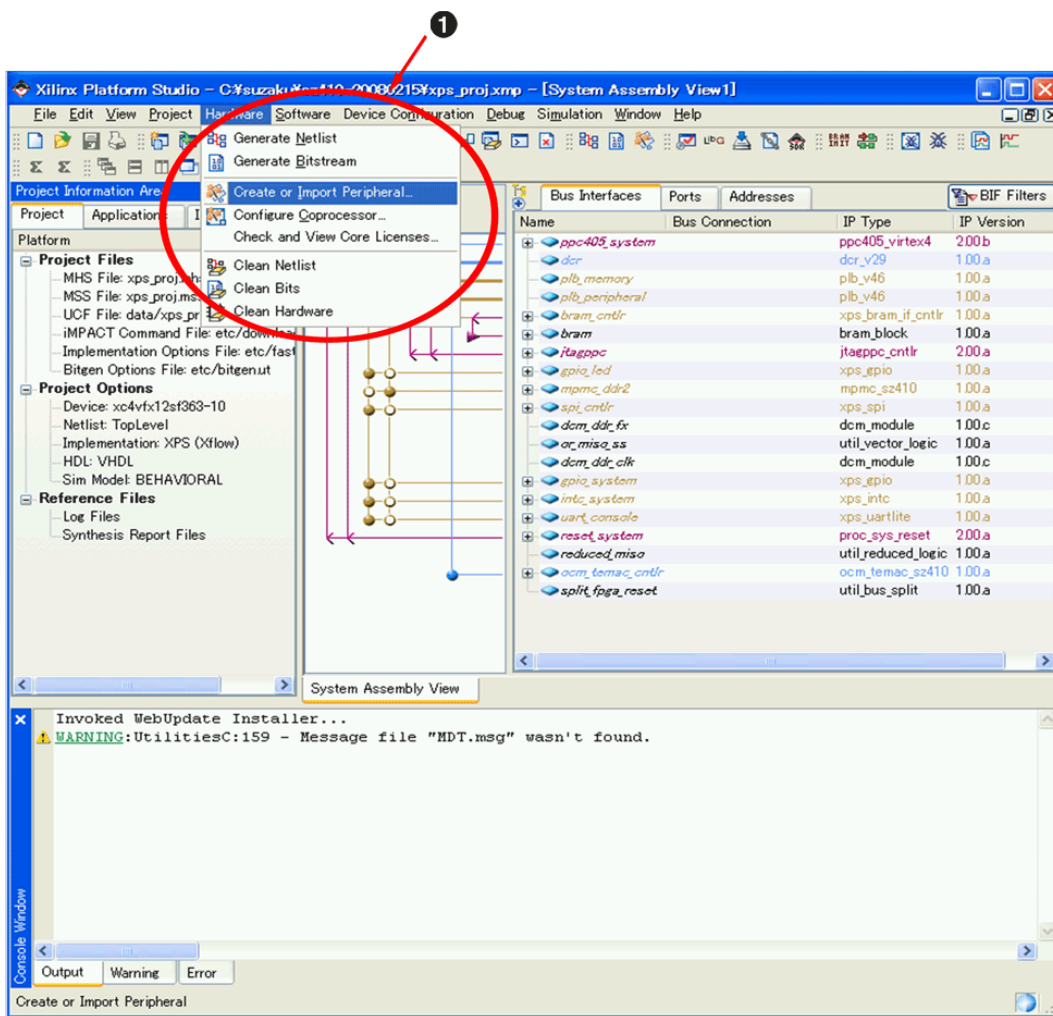 ❶
Xilinx Platform Studio - C:¥suzaku¥sz410-20080215¥xps_proj.xmp - [System Assembly View1]
File Edit View Project Hardware Software Device Configuration Debug Simulation Window Help
Generate Netlist
Generate Bitstream
Create or Import Peripheral...
Configure Coprocessor...
Check and View Core Licenses...
Clean Netlist
Clean Bits
Clean Hardware
Project Information Area
Project Applications
Platform
Project Files
MHS File: xps_proj.mhs
MSS File: xps_proj.ms
UCF File: data/xps_pr
iMPACT Command File: etc/downloa
Implementation Options File: etc/fast
Bitgen Options File: etc/bitgen.ut
Project Options
Device: xc4vfx12sf363-10
Netlist: TopLevel
Implementation: XPS (Xflow)
HDL: VHDL
Sim Model: BEHAVIORAL
Reference Files
Log Files
Synthesis Report Files
System Assembly View
Bus Interfaces Ports Addresses BIF Filters
Name Bus Connection IP Type IP Version
ppc405_system ppc405_virtex4 2.00.b
dcr dcr_v29 1.00.a
plb_memory plb_v46 1.00.a
plb_peripheral plb_v46 1.00.a
bram_cntlr xps_bram_if_cntlr 1.00.a
bram bram_block 1.00.a
jtagppc jtagppc_cntlr 2.00.a
gpio_led xps_gpio 1.00.a
mpmc_ddr2 mpmc_sz410 1.00.a
spi_cntlr xps_spi 1.00.a
dcm_ddr_fx dcm_module 1.00.c
or_miso_ss util_vector_logic 1.00.a
dcm_ddr_clk dcm_module 1.00.c
gpio_system xps_gpio 1.00.a
intc_system xps_intc 1.00.a
uart_console xps_uartlite 1.00.a
reset_system proc_sys_reset 2.00.a
reduced_miso util_reduced_logic 1.00.a
ocm_temac_cntlr ocm_temac_sz410 1.00.a
split_fpga_reset util_bus_split 1.00.a
Invoked WebUpdate Installer...
WARNING:UtilitiesC:159 - Message file "MDT.msg" wasn't found.
Console Window
Output Warning Error
Create or Import Peripheral